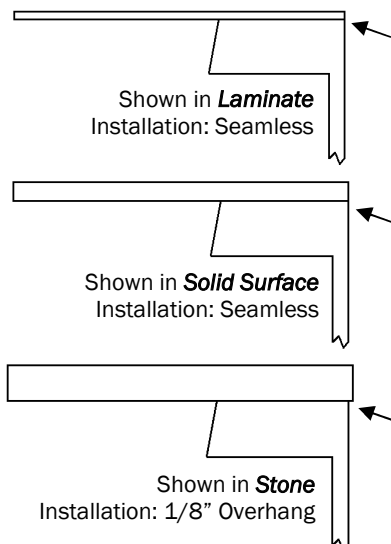 Shown in Laminate
Installation: Seamless
Shown in Solid Surface
Installation: Seamless
Shown in Stone
Installation: 1/8” Overhang